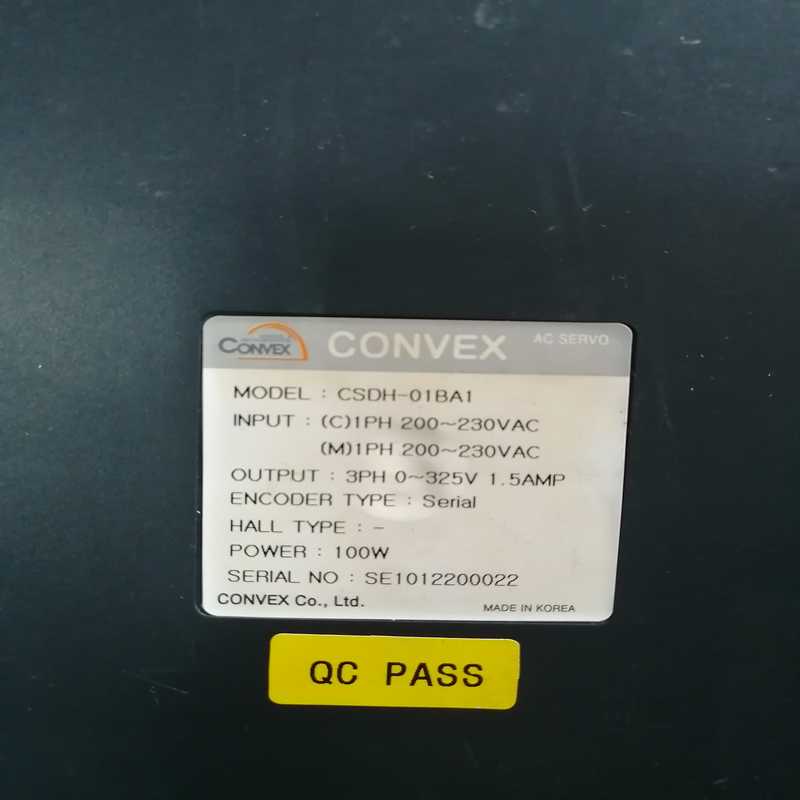 CONVEX CONVEX AC SERVO
MODEL : CSDH-01BA1
INPUT : (C)1PH 200~230VAC
(M)1PH 200~230VAC
OUTPUT : 3PH 0~325V 1.5AMP
ENCODER TYPE : Serial
HALL TYPE : -
POWER : 100W
SERIAL NO : SE1012200022
CONVEX Co., Ltd. MADE IN KOREA
QC PASS